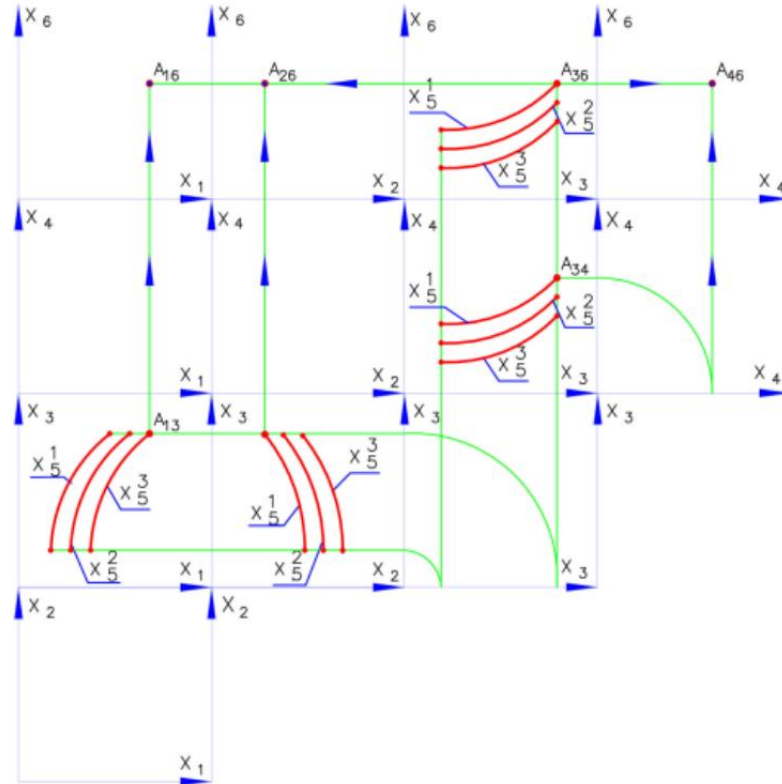 X6 X6 X6 X6
A16 A26 A36 A46
X5^1
X5^2
X5^3
X1 X2 X3 X4
X4 X4 X4 X4
A34
X5^1
X5^2
X5^3
X1 X2 X3 X4
X3 X3 X3 X3
A13
X5^1 X5^3 X5^3
X5^1
X5^2 X5^2
X1 X2 X3
X2 X2
X1